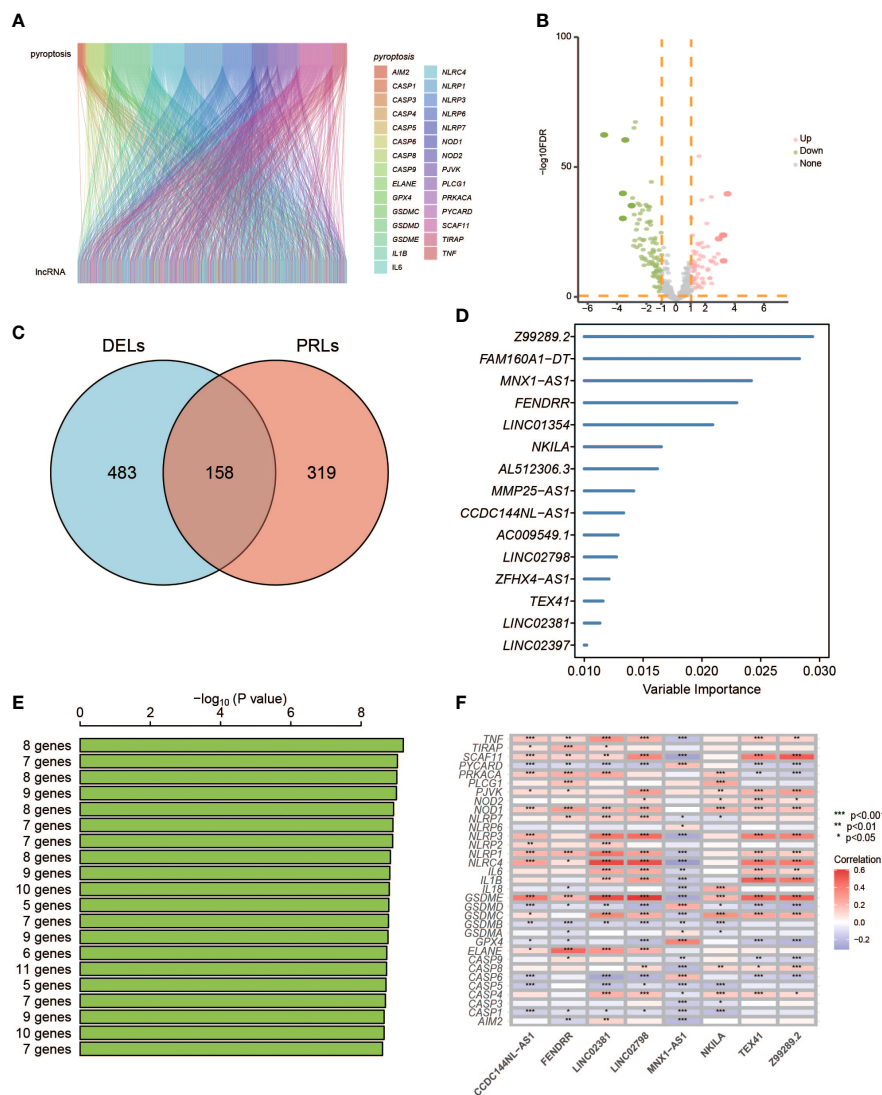 A
pyroptosis
lncRNA
pyroptosis
AIM2 NLRC4
CASP1 NLRP1
CASP3 NLRP3
CASP4 NLRP6
CASP5 NLRP7
CASP6 NOD1
CASP8 NOD2
CASP9 PJVK
ELANE PLCG1
GPX4 PRKACA
GSDMC PYCARD
GSDMD SCAF11
GSDME TIRAP
IL1B TNF
IL6
B
−log10FDR
100
50
0
-6 -4 -2 -1 0 1 2 4 6
Up
Down
None
C
DELs PRLs
483 158 319
D
Z99289.2
FAM160A1−DT
MNX1−AS1
FENDRR
LINC01354
NKILA
AL512306.3
MMP25−AS1
CCDC144NL−AS1
AC009549.1
LINC02798
ZFHX4−AS1
TEX41
LINC02381
LINC02397
0.010 0.015 0.020 0.025 0.030
Variable Importance
E
−log10 (P value)
0 2 4 6 8
8 genes
7 genes
8 genes
9 genes
8 genes
7 genes
7 genes
8 genes
9 genes
10 genes
5 genes
7 genes
9 genes
6 genes
11 genes
5 genes
7 genes
9 genes
10 genes
7 genes
F
TNF
TIRAP
SCAF11
PYCARD
PRKACA
PLCG1
PJVK
NOD2
NOD1
NLRP7
NLRP6
NLRP3
NLRP2
NLRP1
NLRC4
IL6
IL1B
IL18
GSDME
GSDMD
GSDMC
GSDMB
GSDMA
GPX4
ELANE
CASP9
CASP8
CASP6
CASP5
CASP4
CASP3
CASP1
AIM2
CCDC144NL−AS1
FENDRR
LINC02381
LINC02798
MNX1−AS1
NKILA
TEX41
Z99289.2
*** p<0.001
** p<0.01
* p<0.05
Correlation
0.6
0.4
0.2
0.0
−0.2